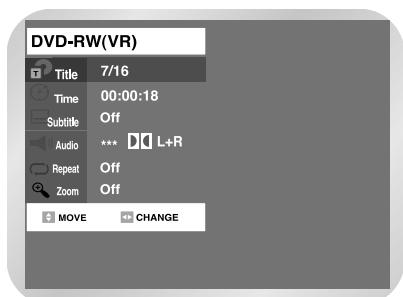 DVD-RW(VR)
T Title 7/16
Time 00:00:18
Subtitle Off
Audio *** L+R
Repeat Off
Zoom Off
MOVE CHANGE